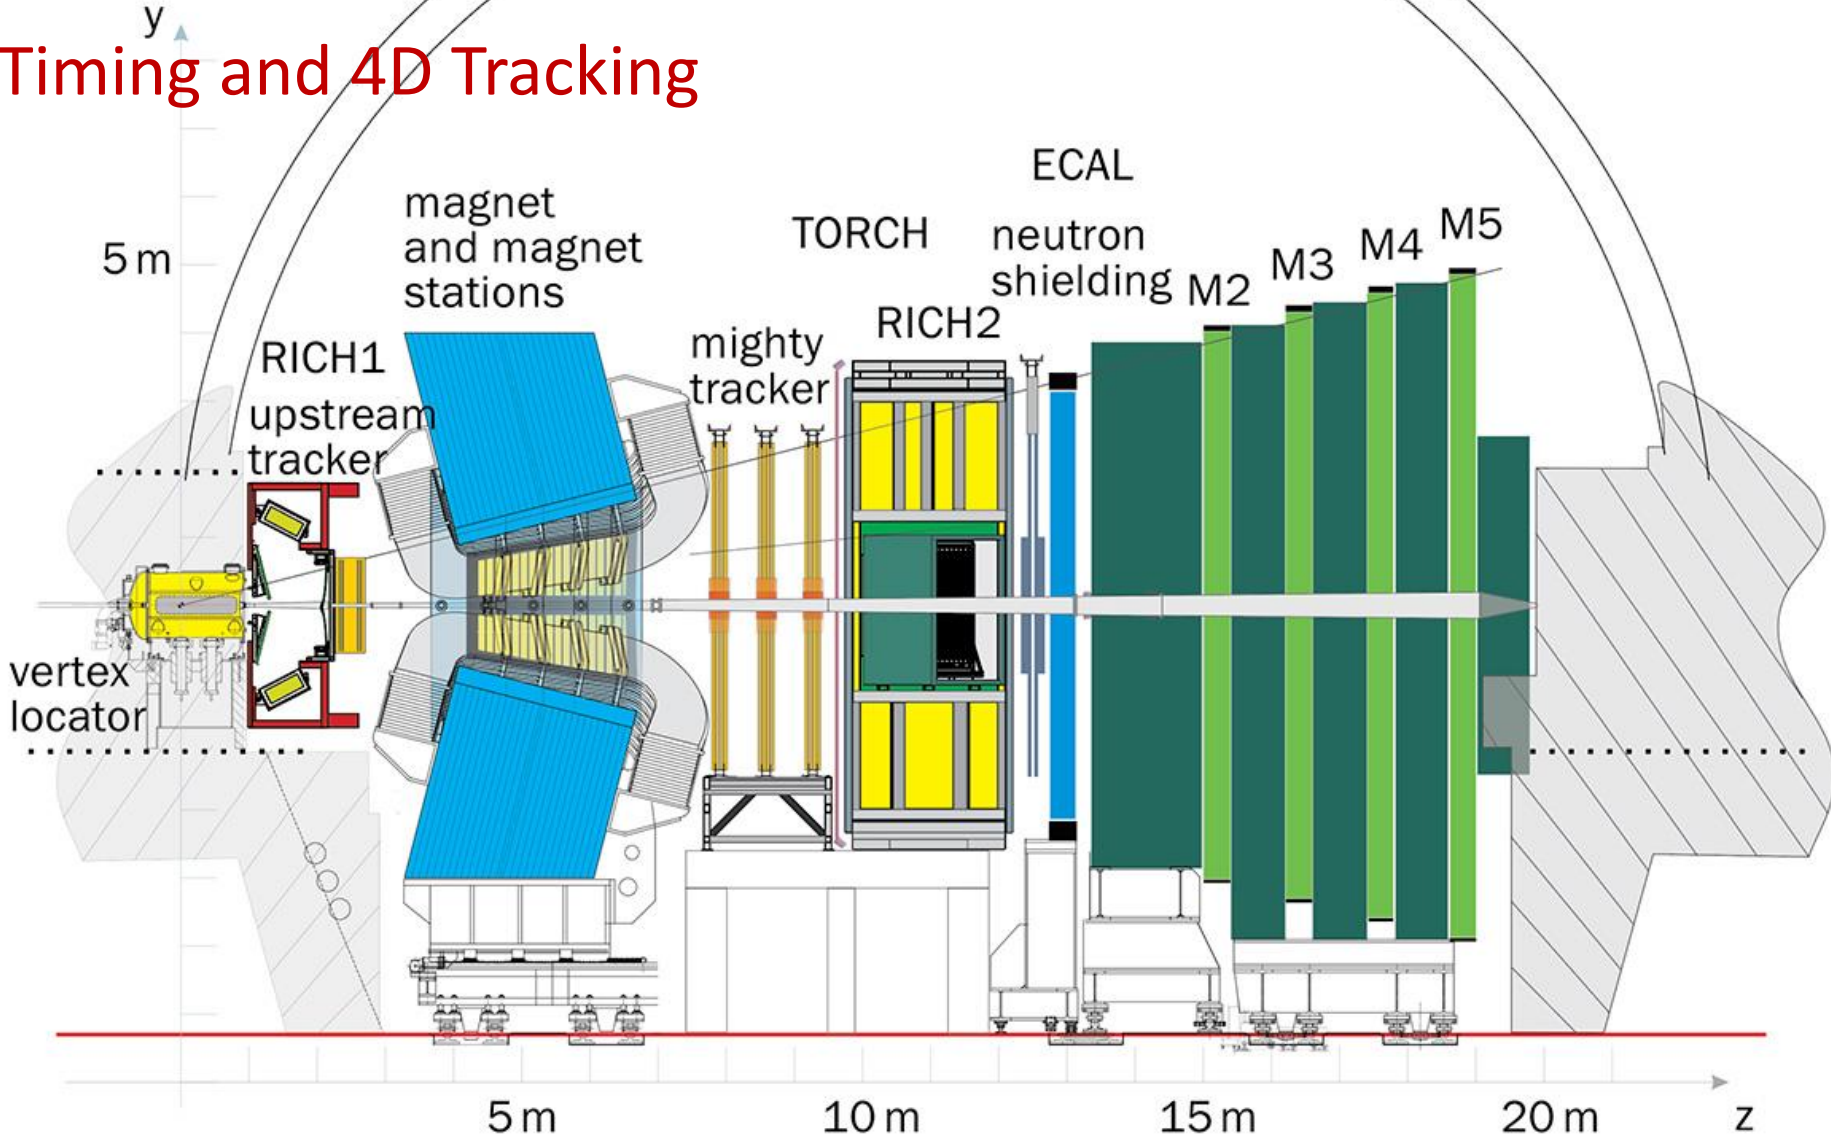 y
Timing and 4D Tracking
ECAL
magnet
and magnet
stations
TORCH
neutron
shielding
M2
M3
M4
M5
5 m
RICH1
mighty
tracker
RICH2
upstream
tracker
vertex
locator
5 m
10 m
15 m
20 m
z